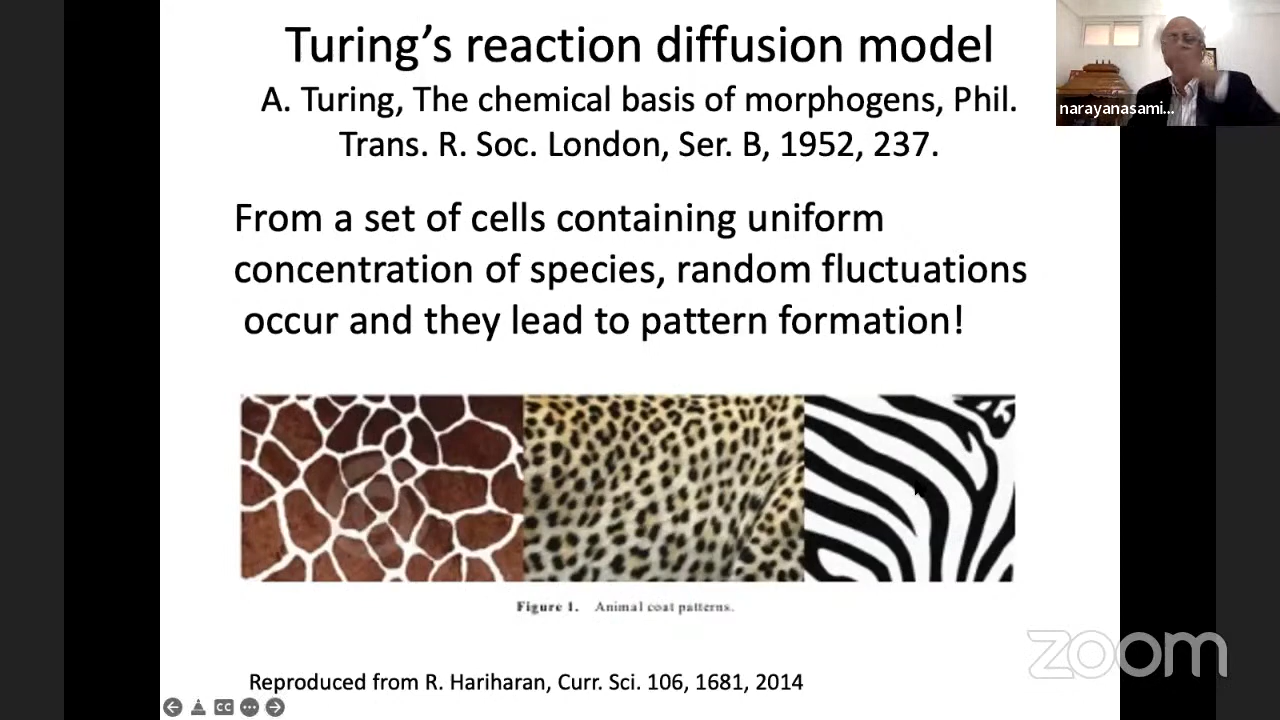 Turing’s reaction diffusion model
A. Turing, The chemical basis of morphogens, Phil.
Trans. R. Soc. London, Ser. B, 1952, 237.
narayanasami...
From a set of cells containing uniform
concentration of species, random fluctuations
occur and they lead to pattern formation!
Figure 1. Animal coat patterns.
zoom
Reproduced from R. Hariharan, Curr. Sci. 106, 1681, 2014
CC